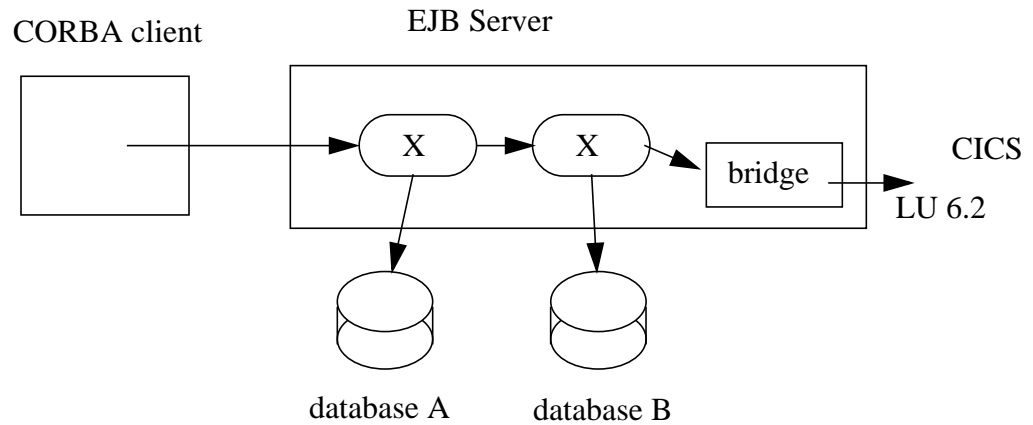 EJB Server
CORBA client
X
X
bridge
CICS
LU 6.2
database A
database B